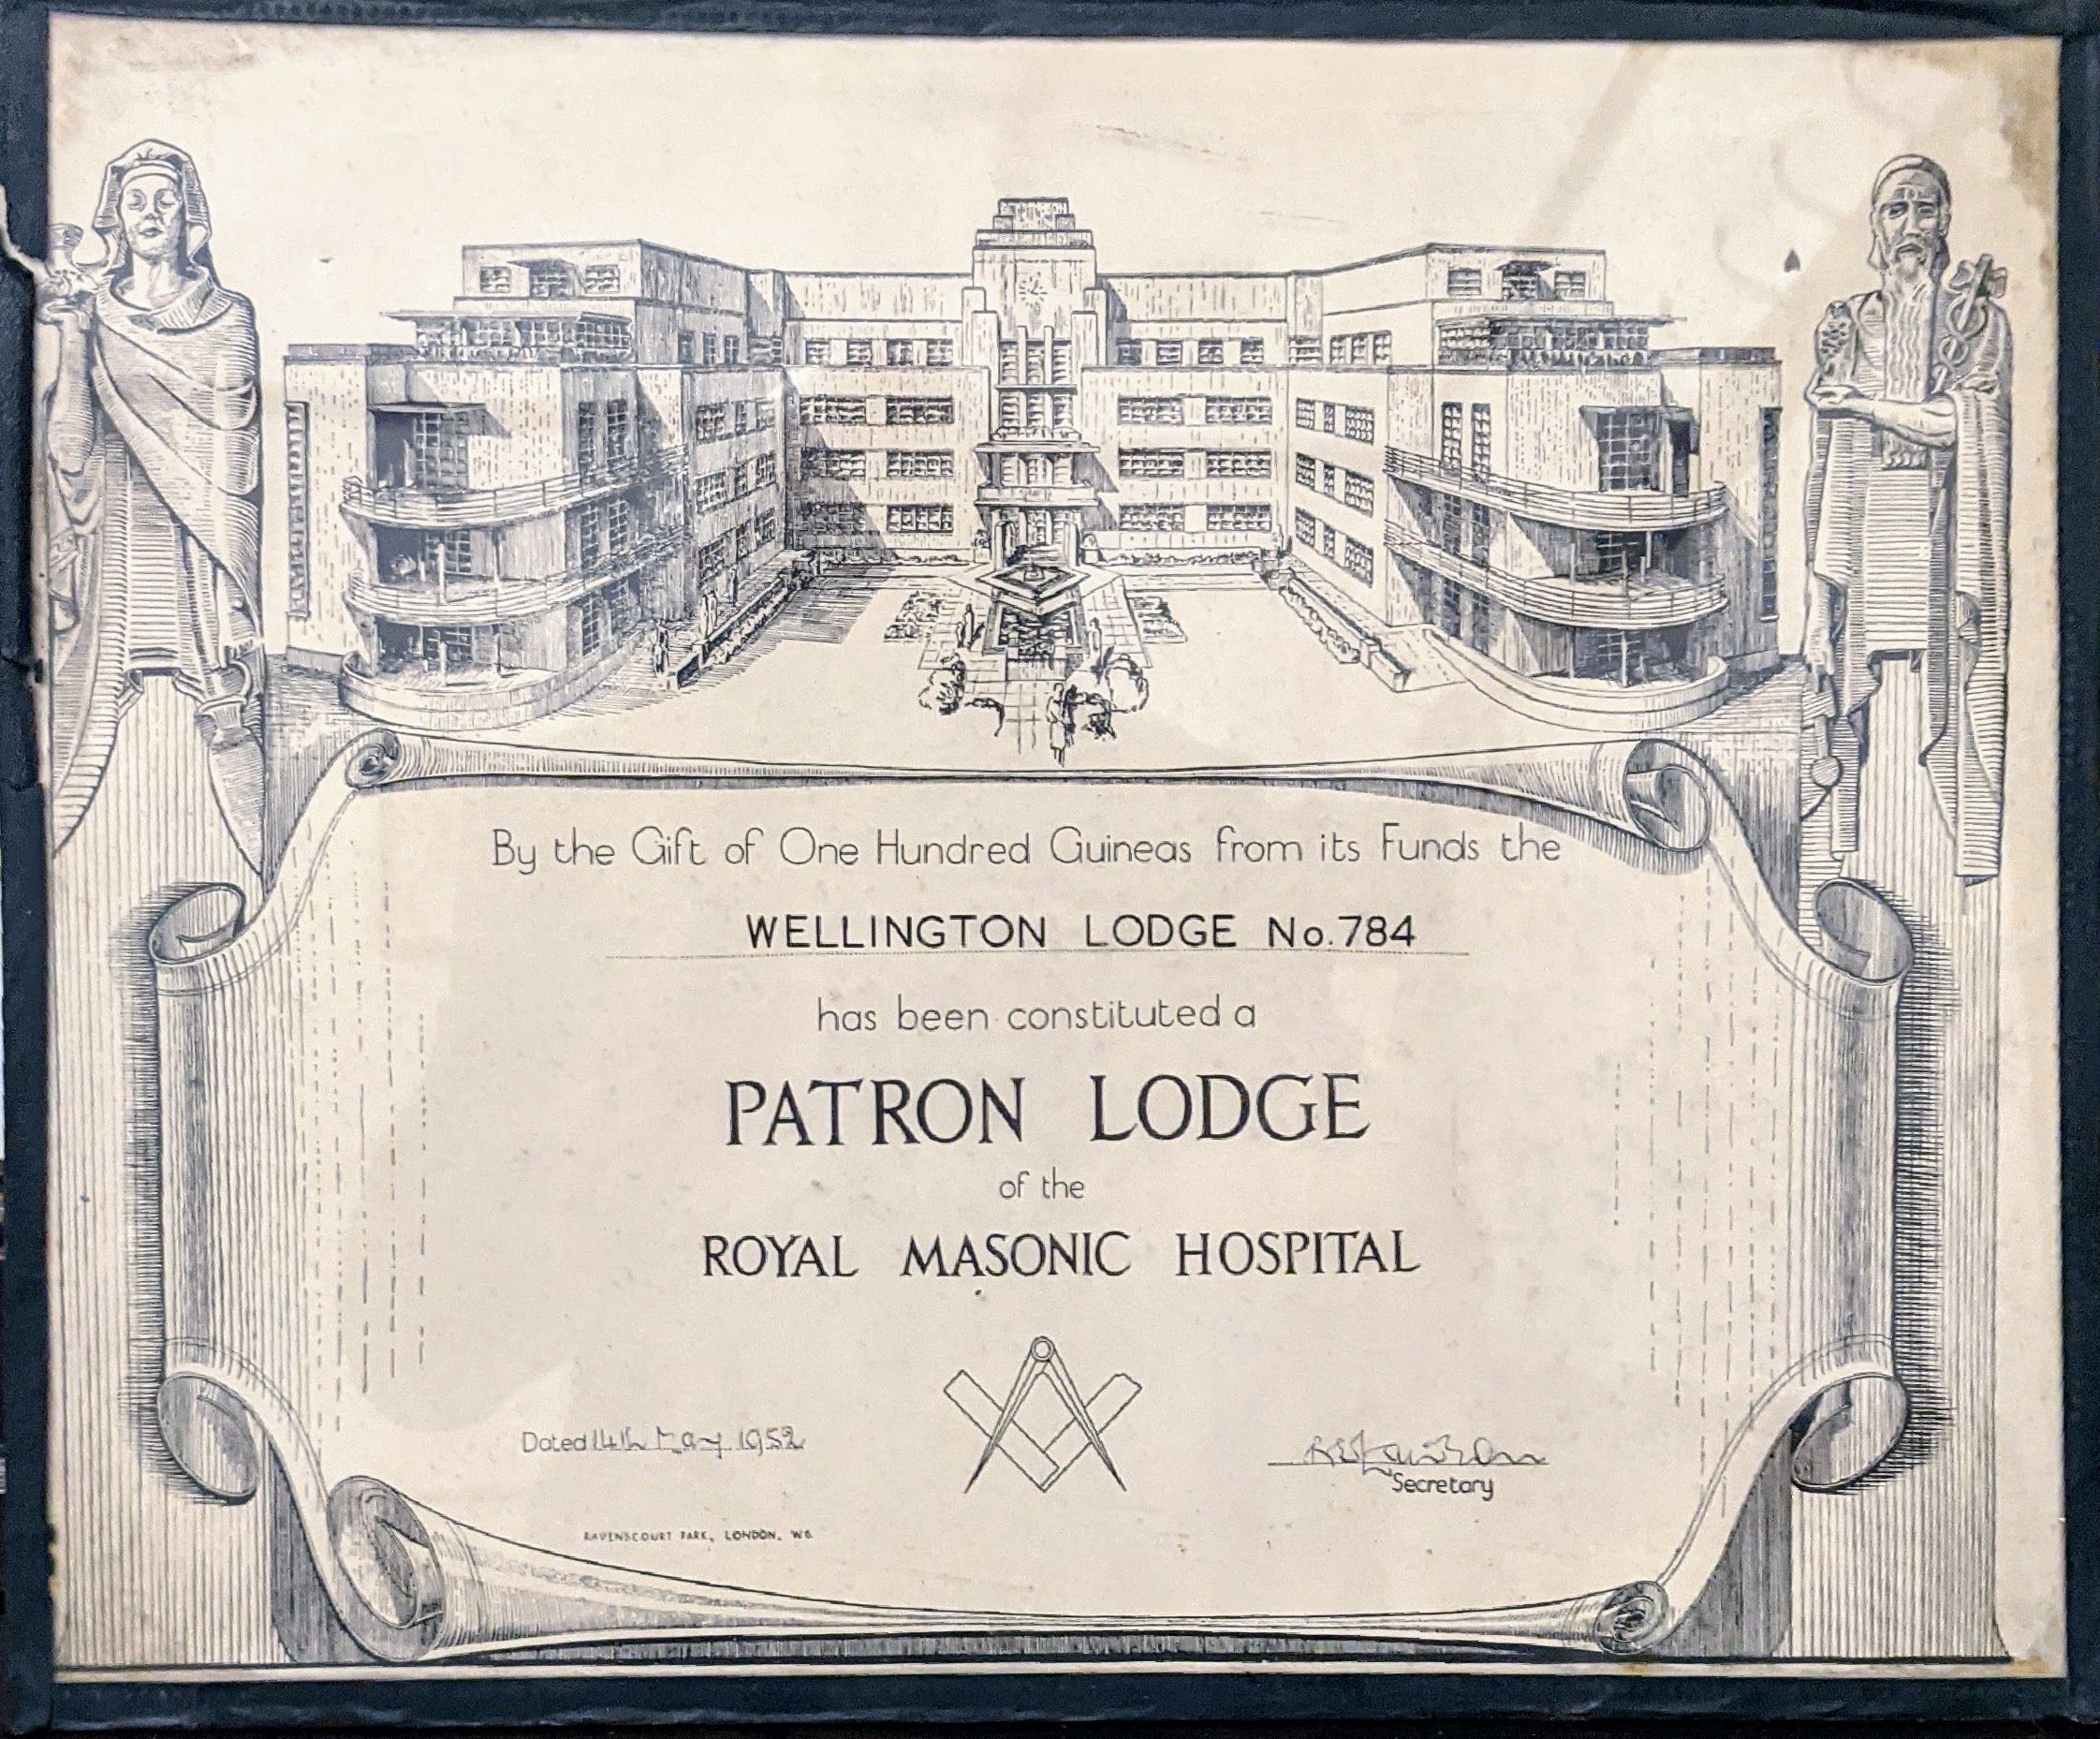 By the Gift of One Hundred Guineas from its Funds the
WELLINGTON LODGE No. 784
has been constituted a
PATRON LODGE
of the
ROYAL MASONIC HOSPITAL
Dated 14th May 1952
Secretary
RAVENSCOURT PARK, LONDON. W6